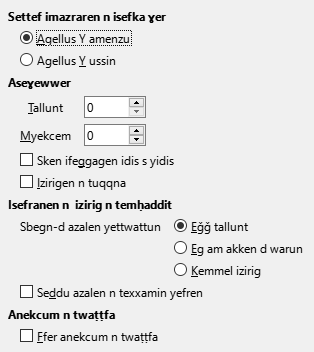 Settef imazraren n isefka ɣer
Agellus Y amenzu
Agellus Y ussin
Aseɣewwer
Tallunt 0
Myekcem 0
Sken ifeggagen idis s yidis
Izirigen n tuqqna
Isefranen n izirig n temḥaddit
Sbegn-d azalen yettwattun
Eǧǧ tallunt
Eg am akken d warun
Kemmel izirig
Seddu azalen n texxamin yefren
Anekcum n twaṭṭfa
Ffer anekcum n twaṭṭfa